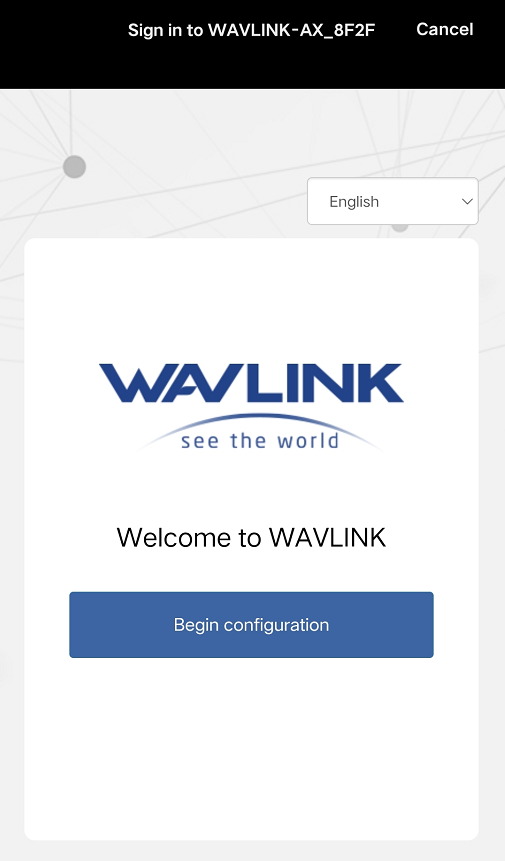 Sign in to WAVLINK-AX_8F2F Cancel
English
WAVLINK
see the world
Welcome to WAVLINK
Begin configuration